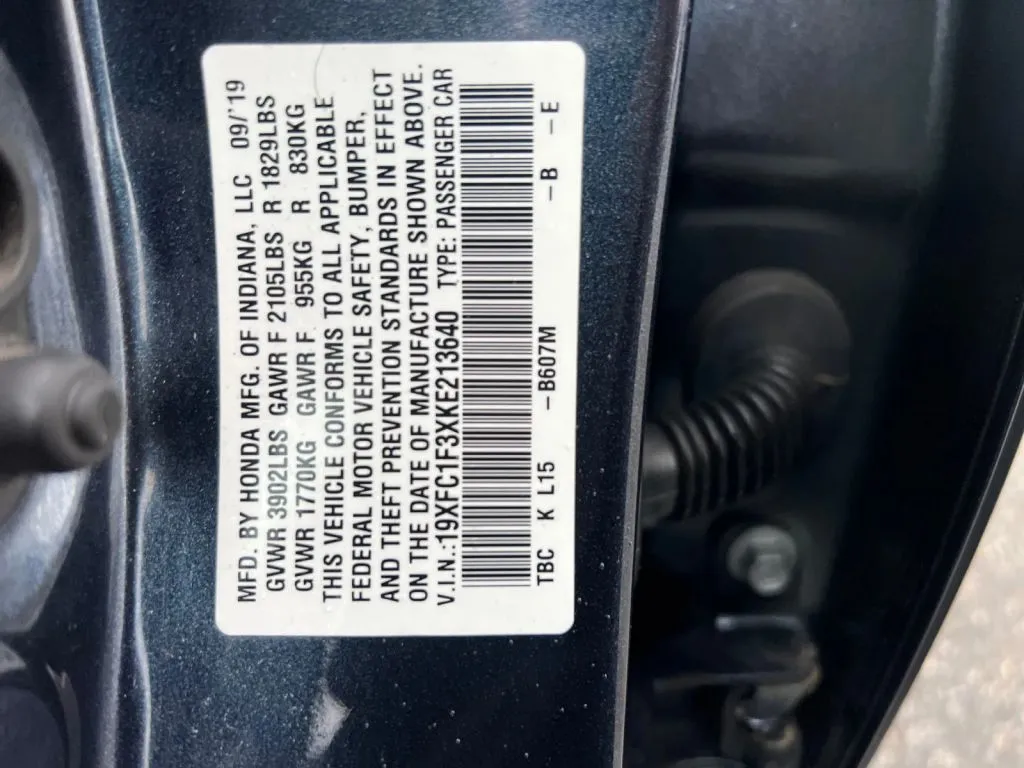 MFD. BY HONDA MFG. OF INDIANA, LLC 09/'19
GVWR 3902LBS GAWR F 2105LBS R 1829LBS
GVWR 1770KG GAWR F. 955KG R 830KG
THIS VEHICLE CONFORMS TO ALL APPLICABLE
FEDERAL MOTOR VEHICLE SAFETY, BUMPER,
AND THEFT PREVENTION STANDARDS IN EFFECT
ON THE DATE OF MANUFACTURE SHOWN ABOVE.
V.I.N.:19XFC1F3XKE213640 TYPE: PASSENGER CAR
TBC K L15 –B607M –B –E